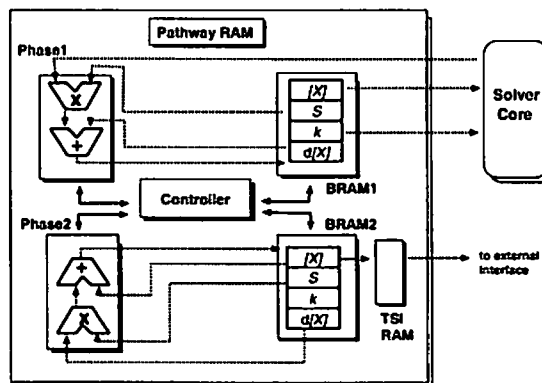 Pathway RAM
Phase1
X
+
[X]
S
k
d[X]
BRAM1
Solver
Core
Controller
Phase2
BRAM2
+
X
[X]
S
k
d[X]
TSI
RAM
to external
interface